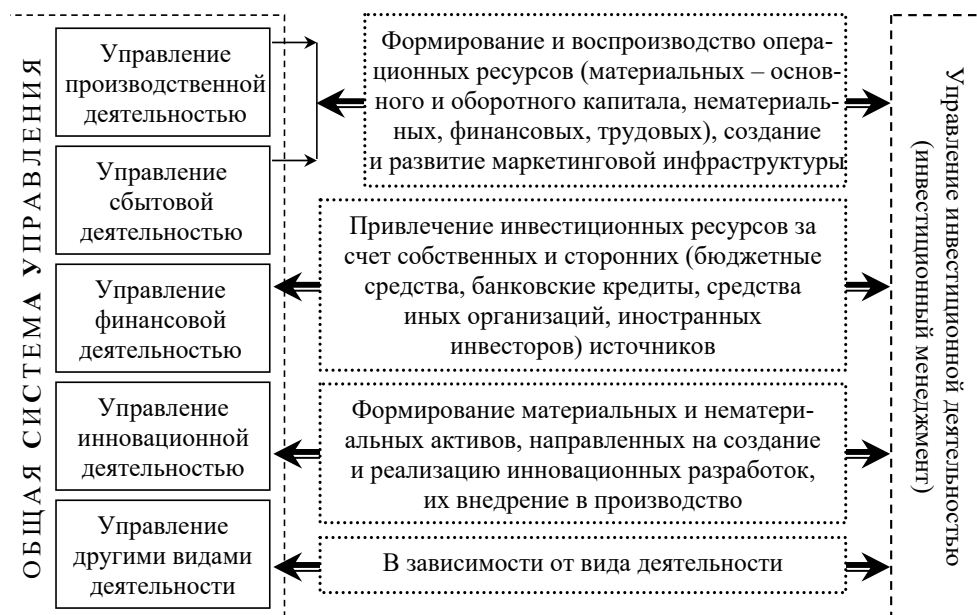 ОБЩАЯ СИСТЕМА УПРАВЛЕНИЯ
Управление
производственной
деятельностью
Управление
сбытовой
деятельностью
Управление
финансовой
деятельностью
Управление
инновационной
деятельностью
Управление
другими видами
деятельности
Формирование и воспроизводство опера-
ционных ресурсов (материальных – основ-
ного и оборотного капитала, нематериаль-
ных, финансовых, трудовых), создание
и развитие маркетинговой инфраструктуры
Привлечение инвестиционных ресурсов за
счет собственных и сторонних (бюджетные
средства, банковские кредиты, средства
иных организаций, иностранных
инвесторов) источников
Формирование материальных и нематери-
альных активов, направленных на создание
и реализацию инновационных разработок,
их внедрение в производство
В зависимости от вида деятельности
Управление инвестиционной деятельностью
(инвестиционный менеджмент)